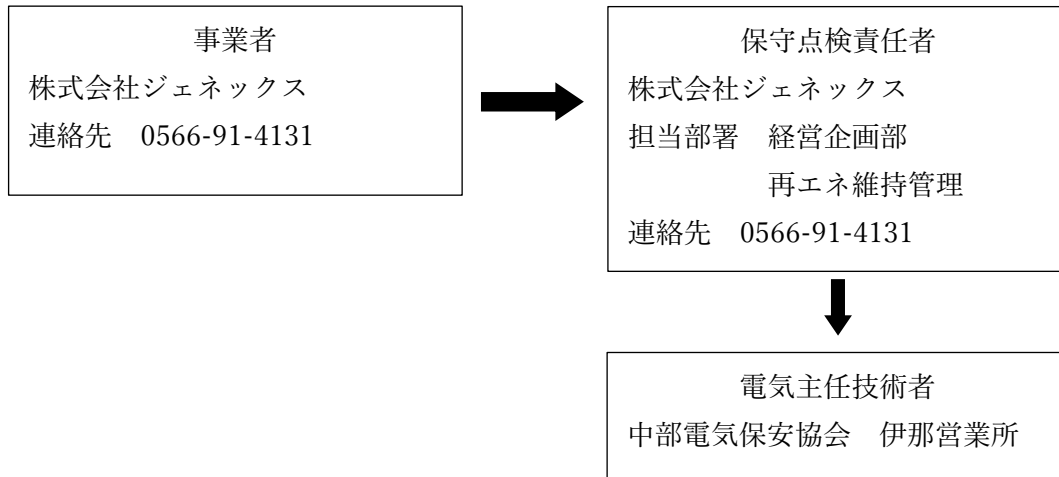 事業者
株式会社ジェネックス
連絡先　0566-91-4131
保守点検責任者
株式会社ジェネックス
担当部署　経営企画部
再エネ維持管理
連絡先　0566-91-4131
電気主任技術者
中部電気保安協会　伊那営業所